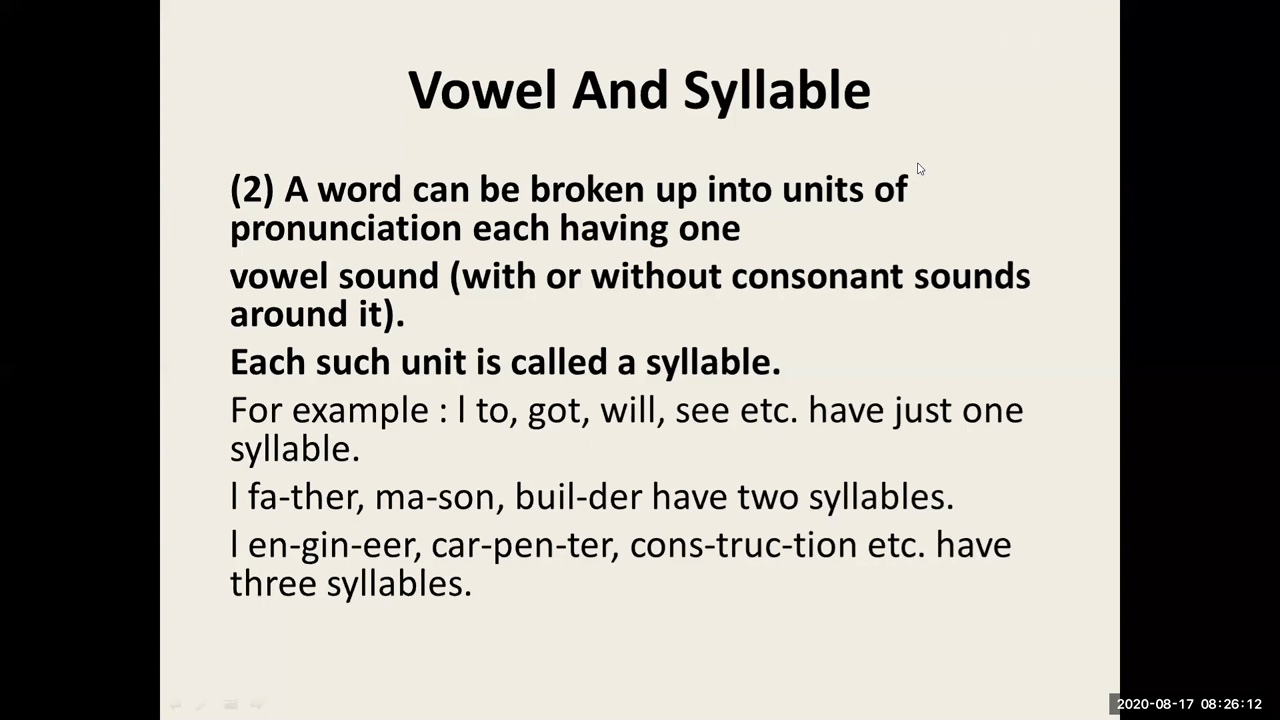 Vowel And Syllable
(2) A word can be broken up into units of
pronunciation each having one
vowel sound (with or without consonant sounds
around it).
Each such unit is called a syllable.
For example : l to, got, will, see etc. have just one
syllable.
l fa-ther, ma-son, buil-der have two syllables.
l en-gin-eer, car-pen-ter, cons-truc-tion etc. have
three syllables.
2020-08-17 08:26:12